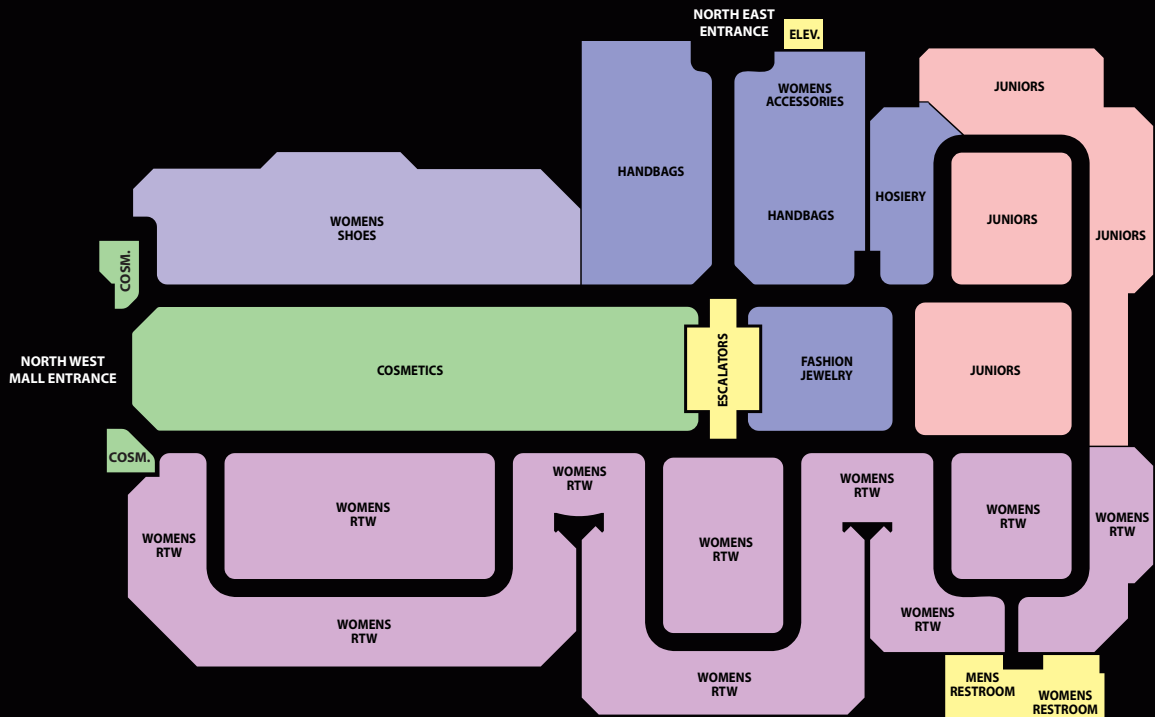 NORTH EAST
ENTRANCE
ELEV.
JUNIORS
WOMENS
ACCESSORIES
HANDBAGS
HOSIERY
HANDBAGS
JUNIORS
WOMENS
SHOES
JUNIORS
COSM.
NORTH WEST
MALL ENTRANCE
COSMETICS
ESCALATORS
FASHION
JEWELRY
JUNIORS
COSM.
WOMENS
RTW
WOMENS
RTW
WOMENS
RTW
WOMENS
RTW
WOMENS
RTW
WOMENS
RTW
WOMENS
RTW
WOMENS
RTW
WOMENS
RTW
WOMENS
RTW
MENS
RESTROOM
WOMENS
RESTROOM